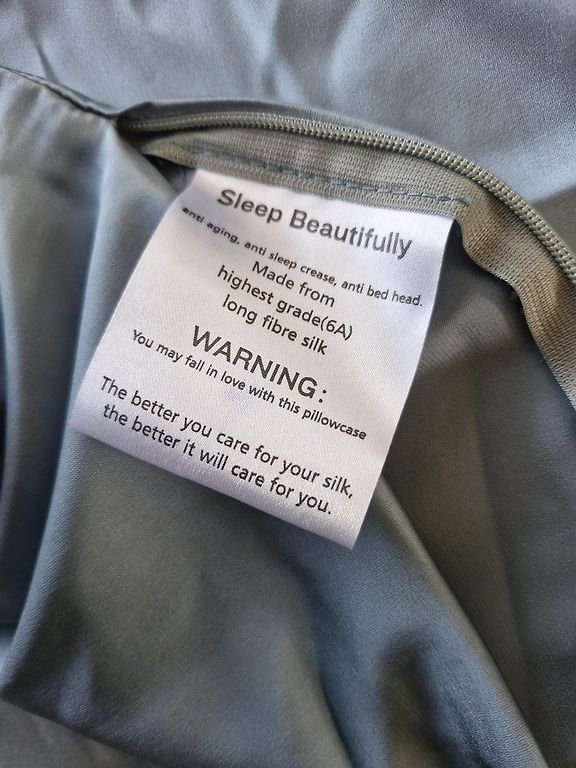 Sleep Beautifully
anti aging, anti sleep crease, anti bed head.
Made from
highest grade(6A)
long fibre silk
WARNING:
You may fall in love with this pillowcase
The better you care for your silk,
the better it will care for you.